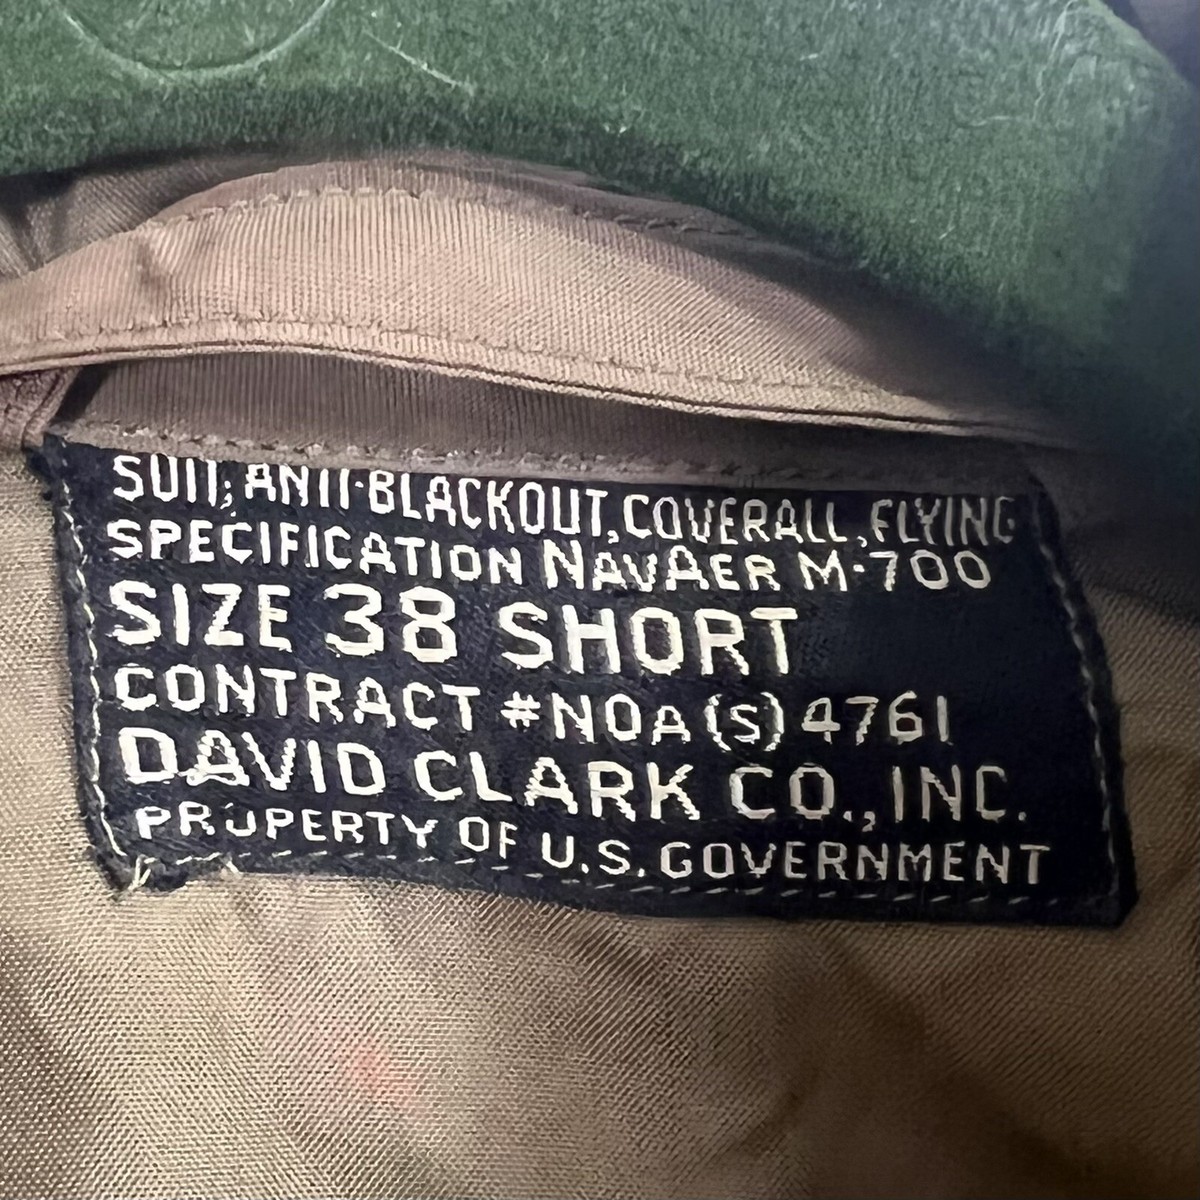 SUIT; ANTI-BLACKOUT, COVERALL, FLYING
SPECIFICATION NAVAER M-700
SIZE 38 SHORT
CONTRACT #NOA(S)4761
DAVID CLARK CO., INC.
PROPERTY OF U.S. GOVERNMENT